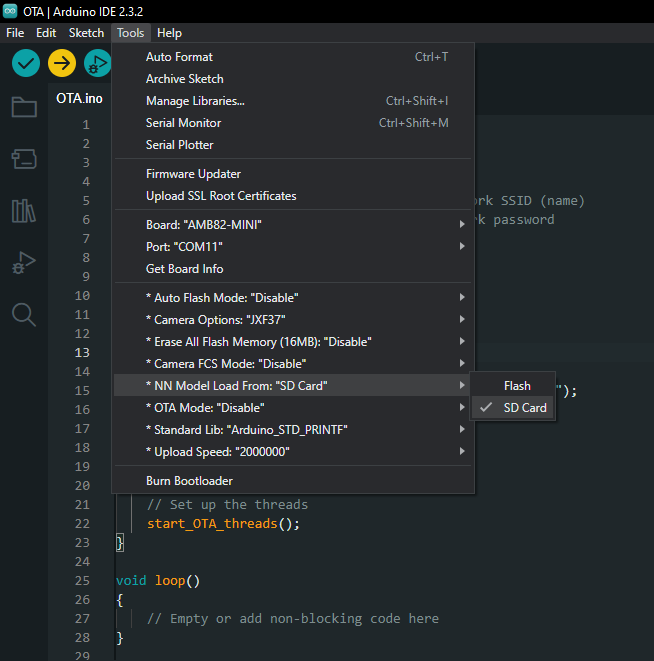 OTA | Arduino IDE 2.3.2
File Edit Sketch Tools Help
OTA.ino
Auto Format Ctrl+T
Archive Sketch
Manage Libraries... Ctrl+Shift+I
Serial Monitor Ctrl+Shift+M
Serial Plotter
Firmware Updater
Upload SSL Root Certificates
Board: "AMB82-MINI"
Port: "COM11"
Get Board Info
* Auto Flash Mode: "Disable"
* Camera Options: "JXF37"
* Erase All Flash Memory (16MB): "Disable"
* Camera FCS Mode: "Disable"
* NN Model Load From: "SD Card"
* OTA Mode: "Disable"
* Standard Lib: "Arduino_STD_PRINTF"
* Upload Speed: "2000000"
Burn Bootloader
Flash
SD Card
1
2
3
4
5 rk SSID (name)
6 k password
7
8
9
10
11
12
13
14
15 ");
16
17
18
19
20
21 // Set up the threads
22 start_OTA_threads();
23 }
24
25 void loop()
26 {
27 // Empty or add non-blocking code here
28 }
29